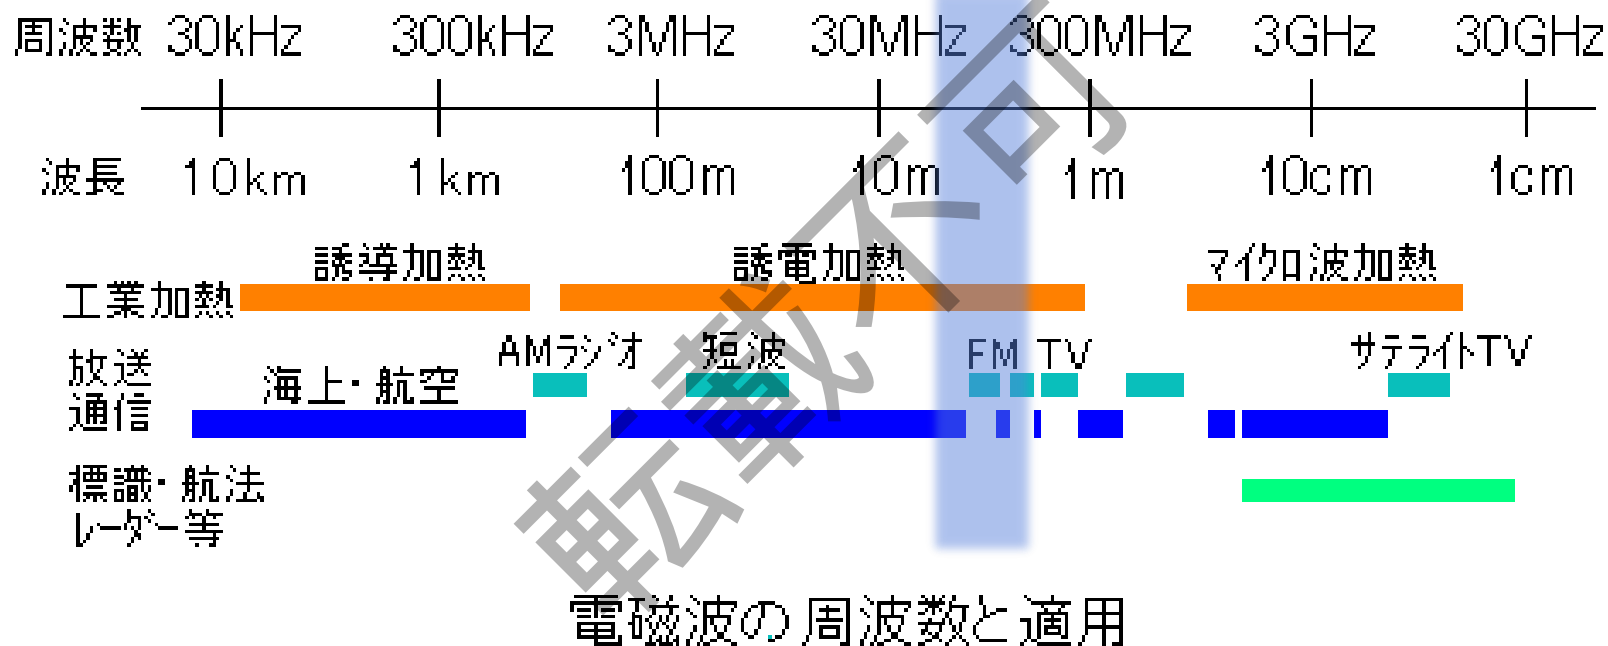 周波数 30kHz 300kHz 3MHz 30MHz 300MHz 3GHz 30GHz
波長 10km 1km 100m 10m 1m 10cm 1cm
誘導加熱 誘電加熱 マイクロ波加熱
工業加熱
AMラジオ 短波 FM TV サテライトTV
放送
海上・航空
通信
標識・航法
レーダー等
電磁波の周波数と適用
転載不可